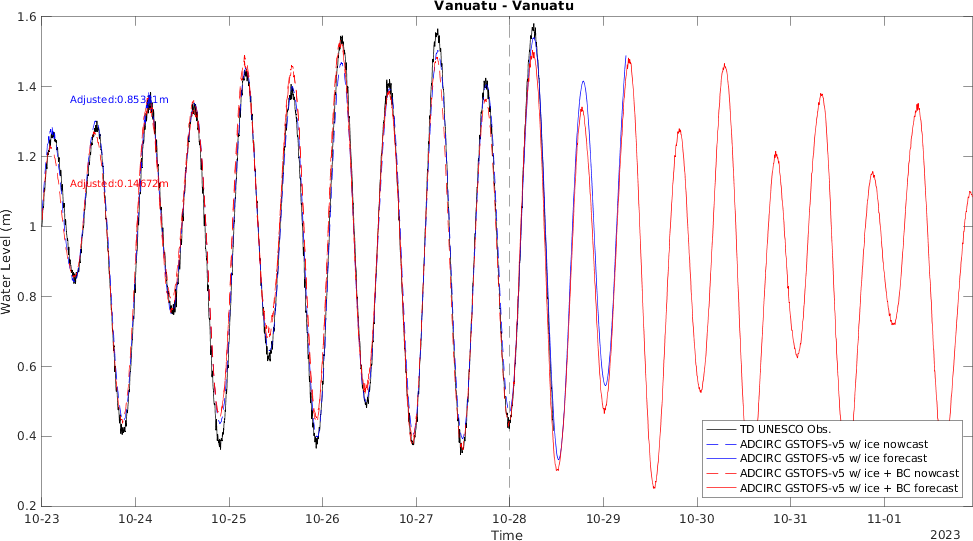 Vanuatu - Vanuatu
1.6
1.4
1.2
1
0.8
0.6
0.4
0.2
Water Level (m)
Adjusted:0.85311m
Adjusted:0.14672m
TD UNESCO Obs.
ADCIRC GSTOFS-v5 w/ ice nowcast
ADCIRC GSTOFS-v5 w/ ice forecast
ADCIRC GSTOFS-v5 w/ ice + BC nowcast
ADCIRC GSTOFS-v5 w/ ice + BC forecast
10-23 10-24 10-25 10-26 10-27 10-28 10-29 10-30 10-31 11-01
Time
2023